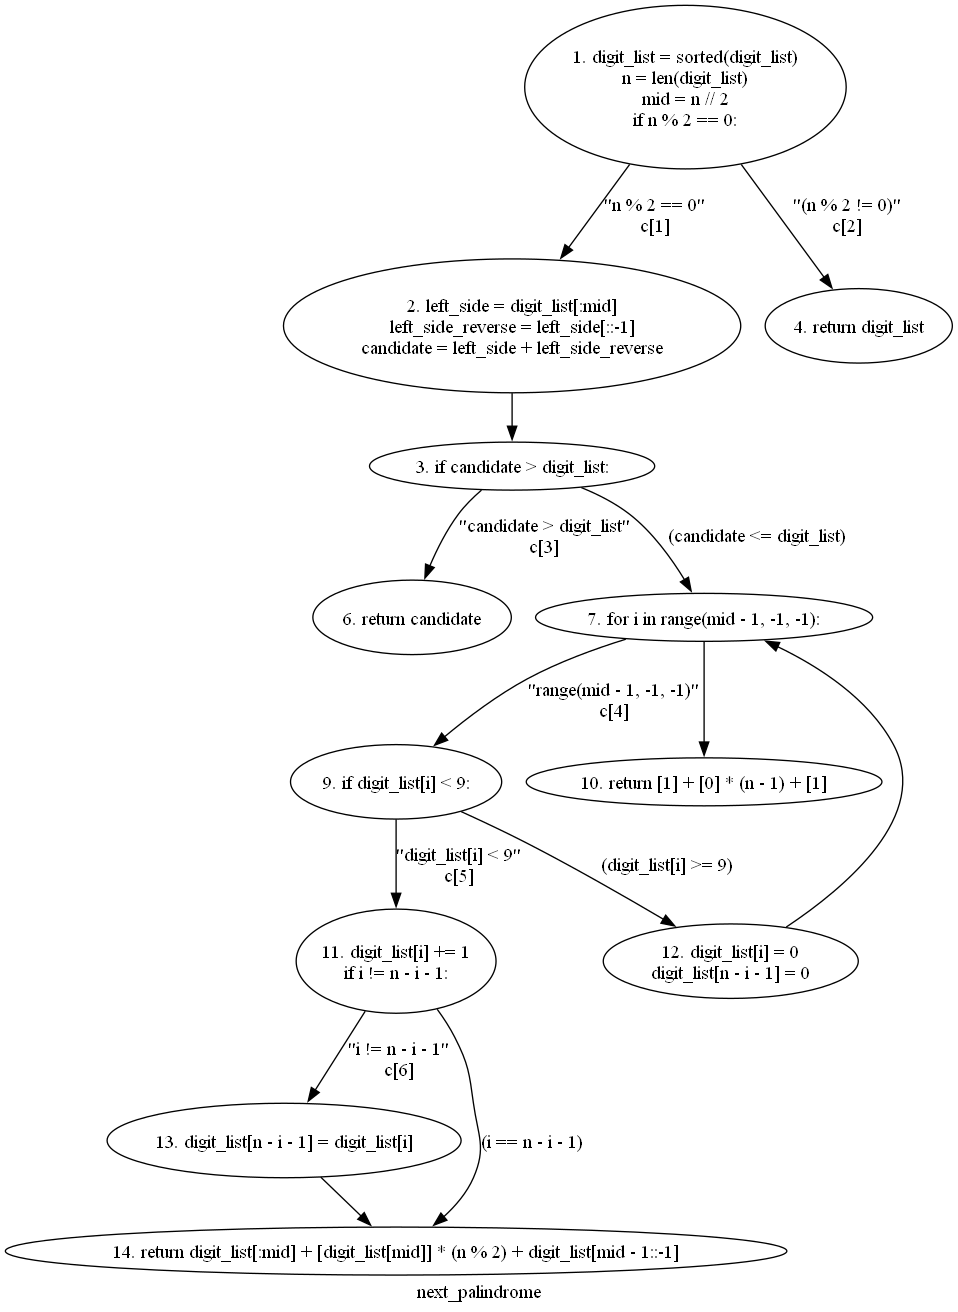 1. digit_list = sorted(digit_list)
n = len(digit_list)
mid = n // 2
if n % 2 == 0:
"n % 2 == 0"
c[1]
"(n % 2 != 0)"
c[2]
2. left_side = digit_list[:mid]
left_side_reverse = left_side[::-1]
candidate = left_side + left_side_reverse
4. return digit_list
3. if candidate > digit_list:
"candidate > digit_list"
c[3]
(candidate <= digit_list)
6. return candidate
7. for i in range(mid - 1, -1, -1):
"range(mid - 1, -1, -1)"
c[4]
9. if digit_list[i] < 9:
10. return [1] + [0] * (n - 1) + [1]
"digit_list[i] < 9"
c[5]
(digit_list[i] >= 9)
11. digit_list[i] += 1
if i != n - i - 1:
12. digit_list[i] = 0
digit_list[n - i - 1] = 0
"i != n - i - 1"
c[6]
13. digit_list[n - i - 1] = digit_list[i]
(i == n - i - 1)
14. return digit_list[:mid] + [digit_list[mid]] * (n % 2) + digit_list[mid - 1::-1]
next_palindrome